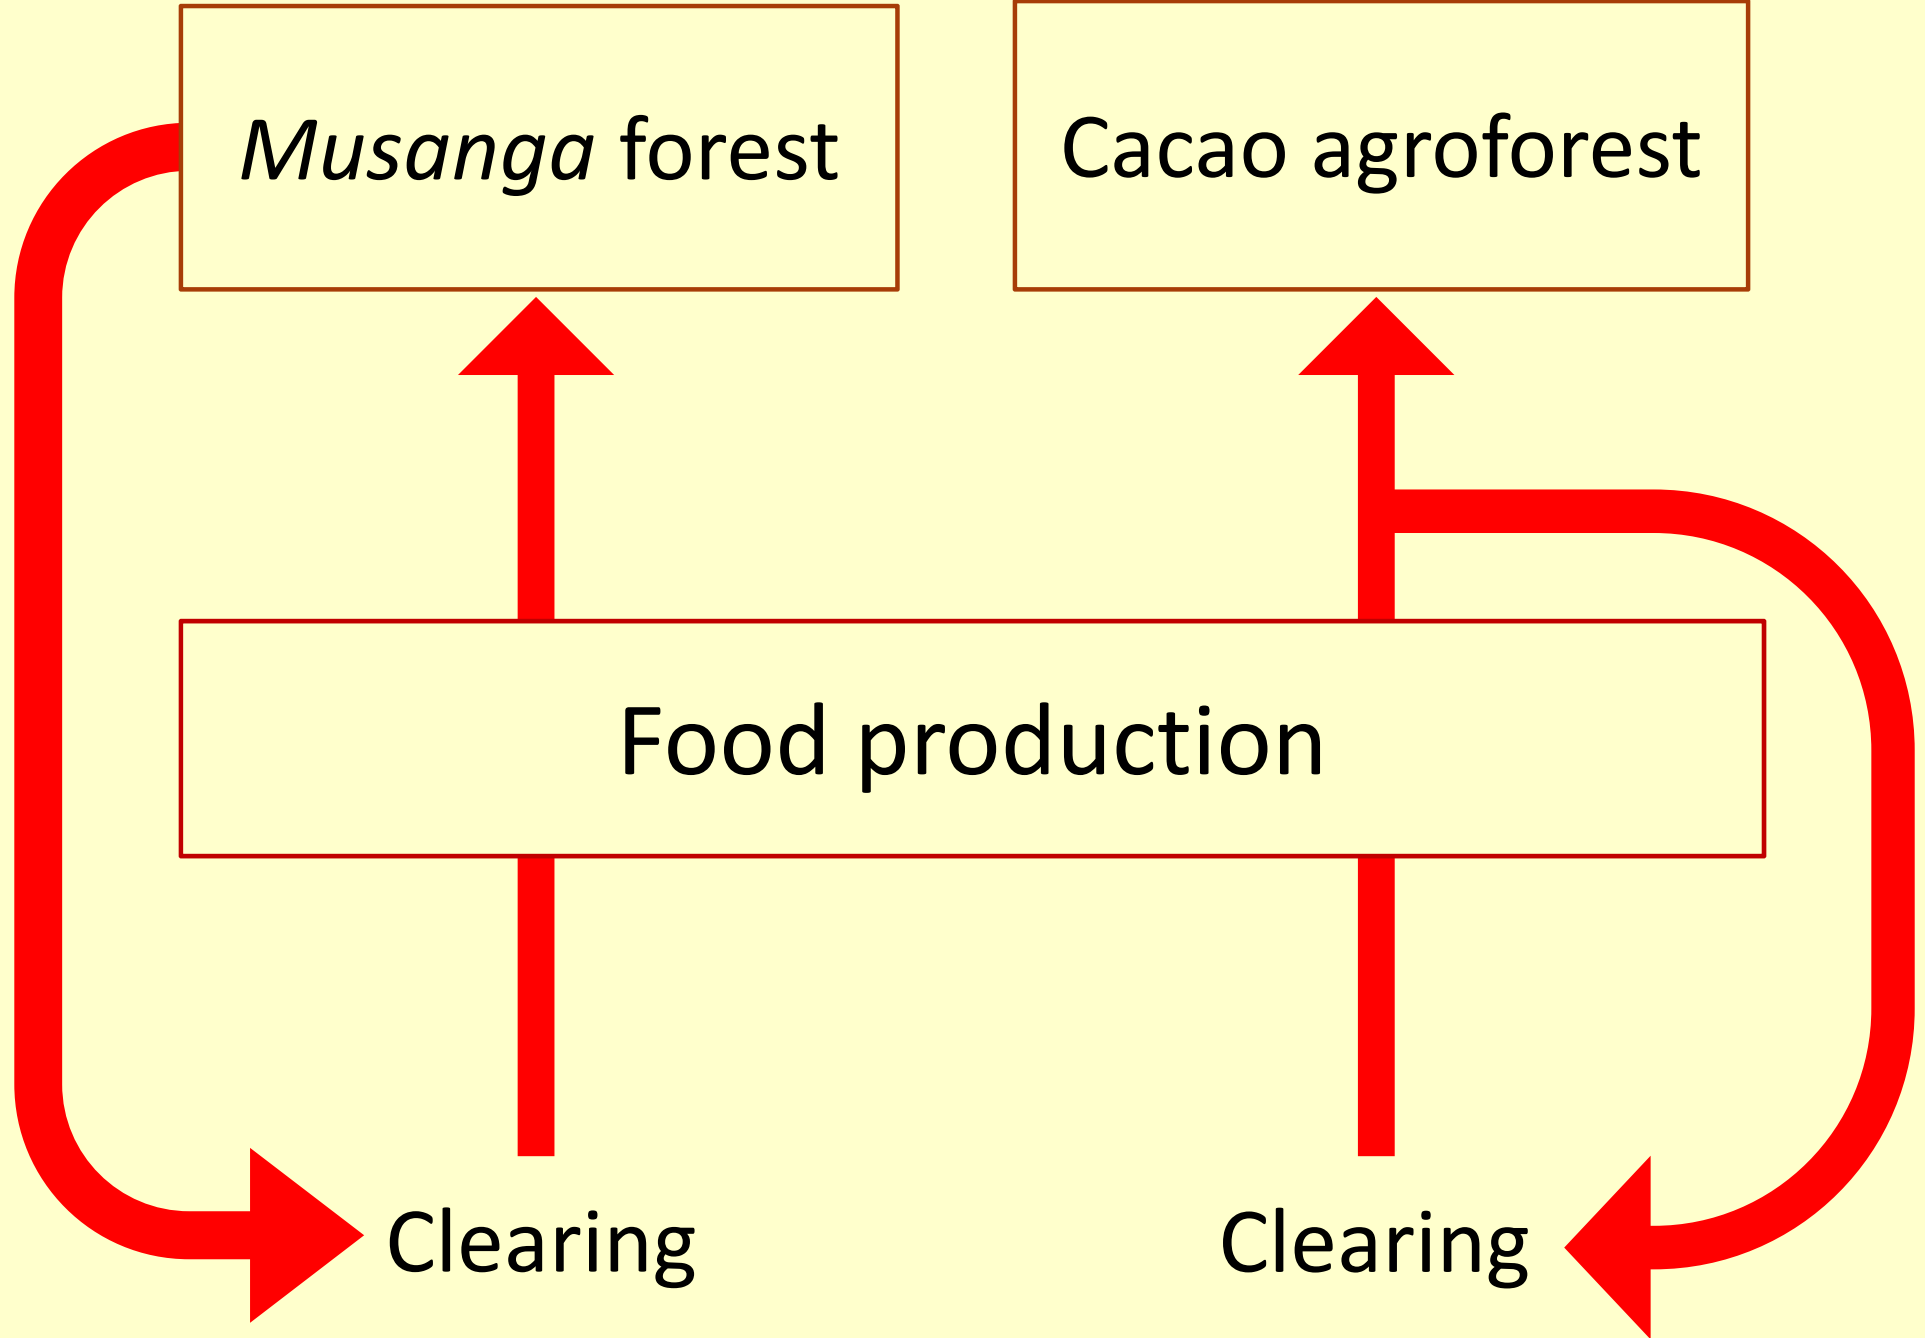 Musanga forest
Cacao agroforest
Food production
Clearing
Clearing